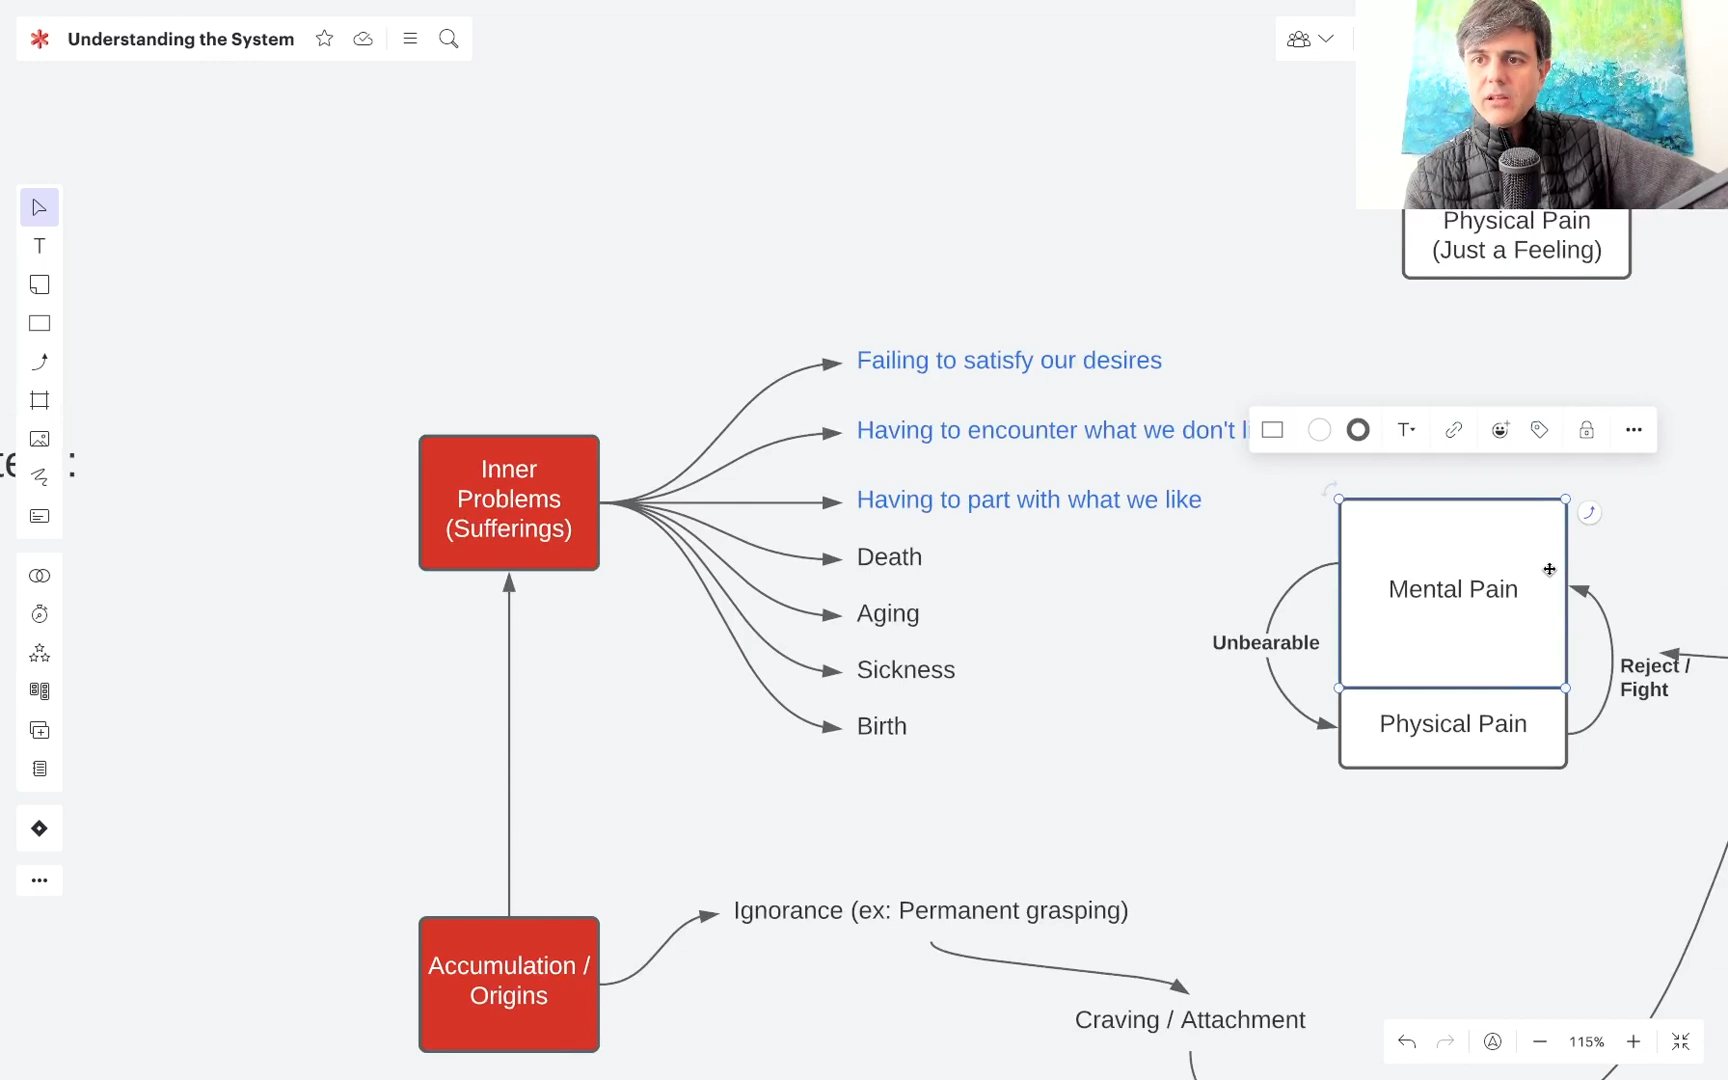 Understanding the System
Physical Pain
(Just a Feeling)
Failing to satisfy our desires
Having to encounter what we don't
Having to part with what we like
Inner
Problems
(Sufferings)
Death
Aging
Sickness
Birth
Mental Pain
Unbearable
Reject /
Fight
Physical Pain
Ignorance (ex: Permanent grasping)
Accumulation /
Origins
Craving / Attachment
115%